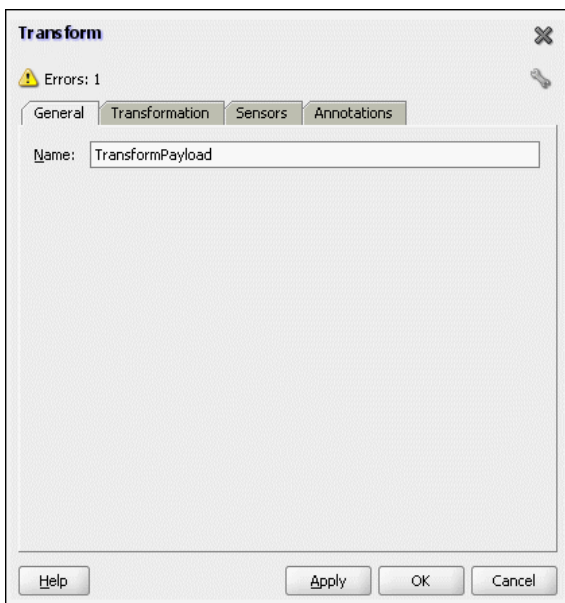 Transform
Errors: 1
General Transformation Sensors Annotations
Name: TransformPayload
Help Apply OK Cancel